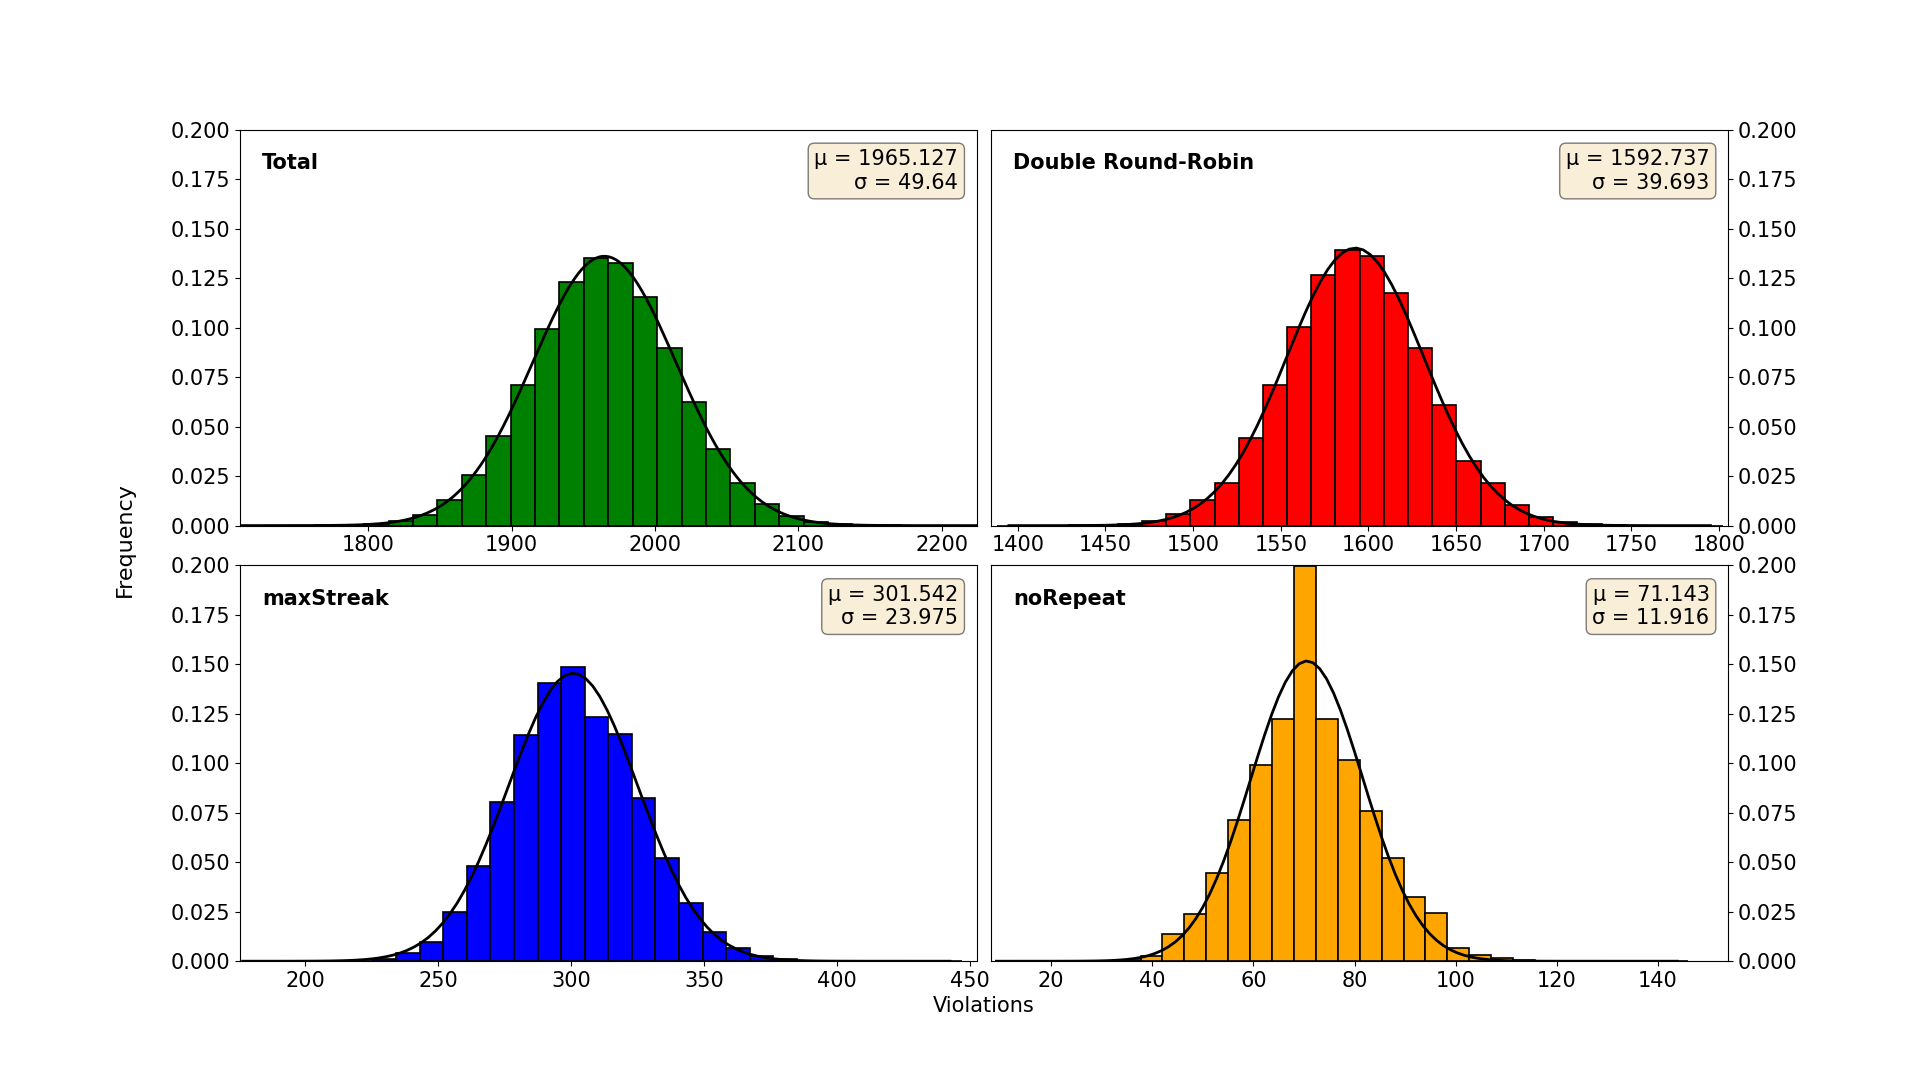 Frequency
0.200
0.175
0.150
0.125
0.100
0.075
0.050
0.025
0.000
Total
μ = 1965.127
σ = 49.64
1800 1900 2000 2100 2200
Double Round-Robin
μ = 1592.737
σ = 39.693
0.200
0.175
0.150
0.125
0.100
0.075
0.050
0.025
0.000
1400 1450 1500 1550 1600 1650 1700 1750 1800
0.200
0.175
0.150
0.125
0.100
0.075
0.050
0.025
0.000
maxStreak
μ = 301.542
σ = 23.975
200 250 300 350 400 450
noRepeat
μ = 71.143
σ = 11.916
0.200
0.175
0.150
0.125
0.100
0.075
0.050
0.025
0.000
20 40 60 80 100 120 140
Violations